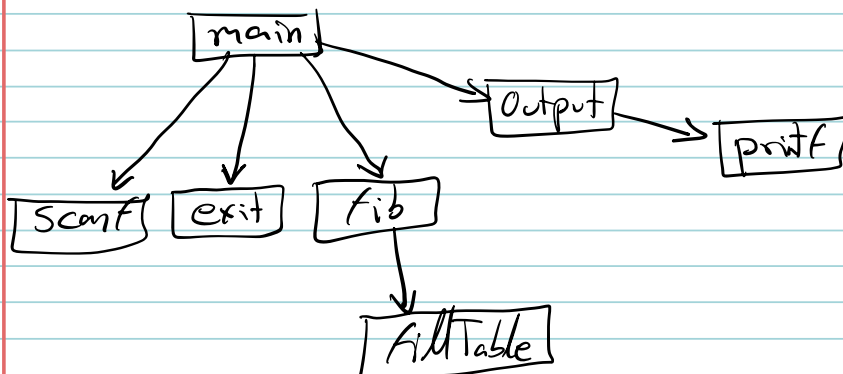 main
Output
printf
scanf
exit
fib
fillTable